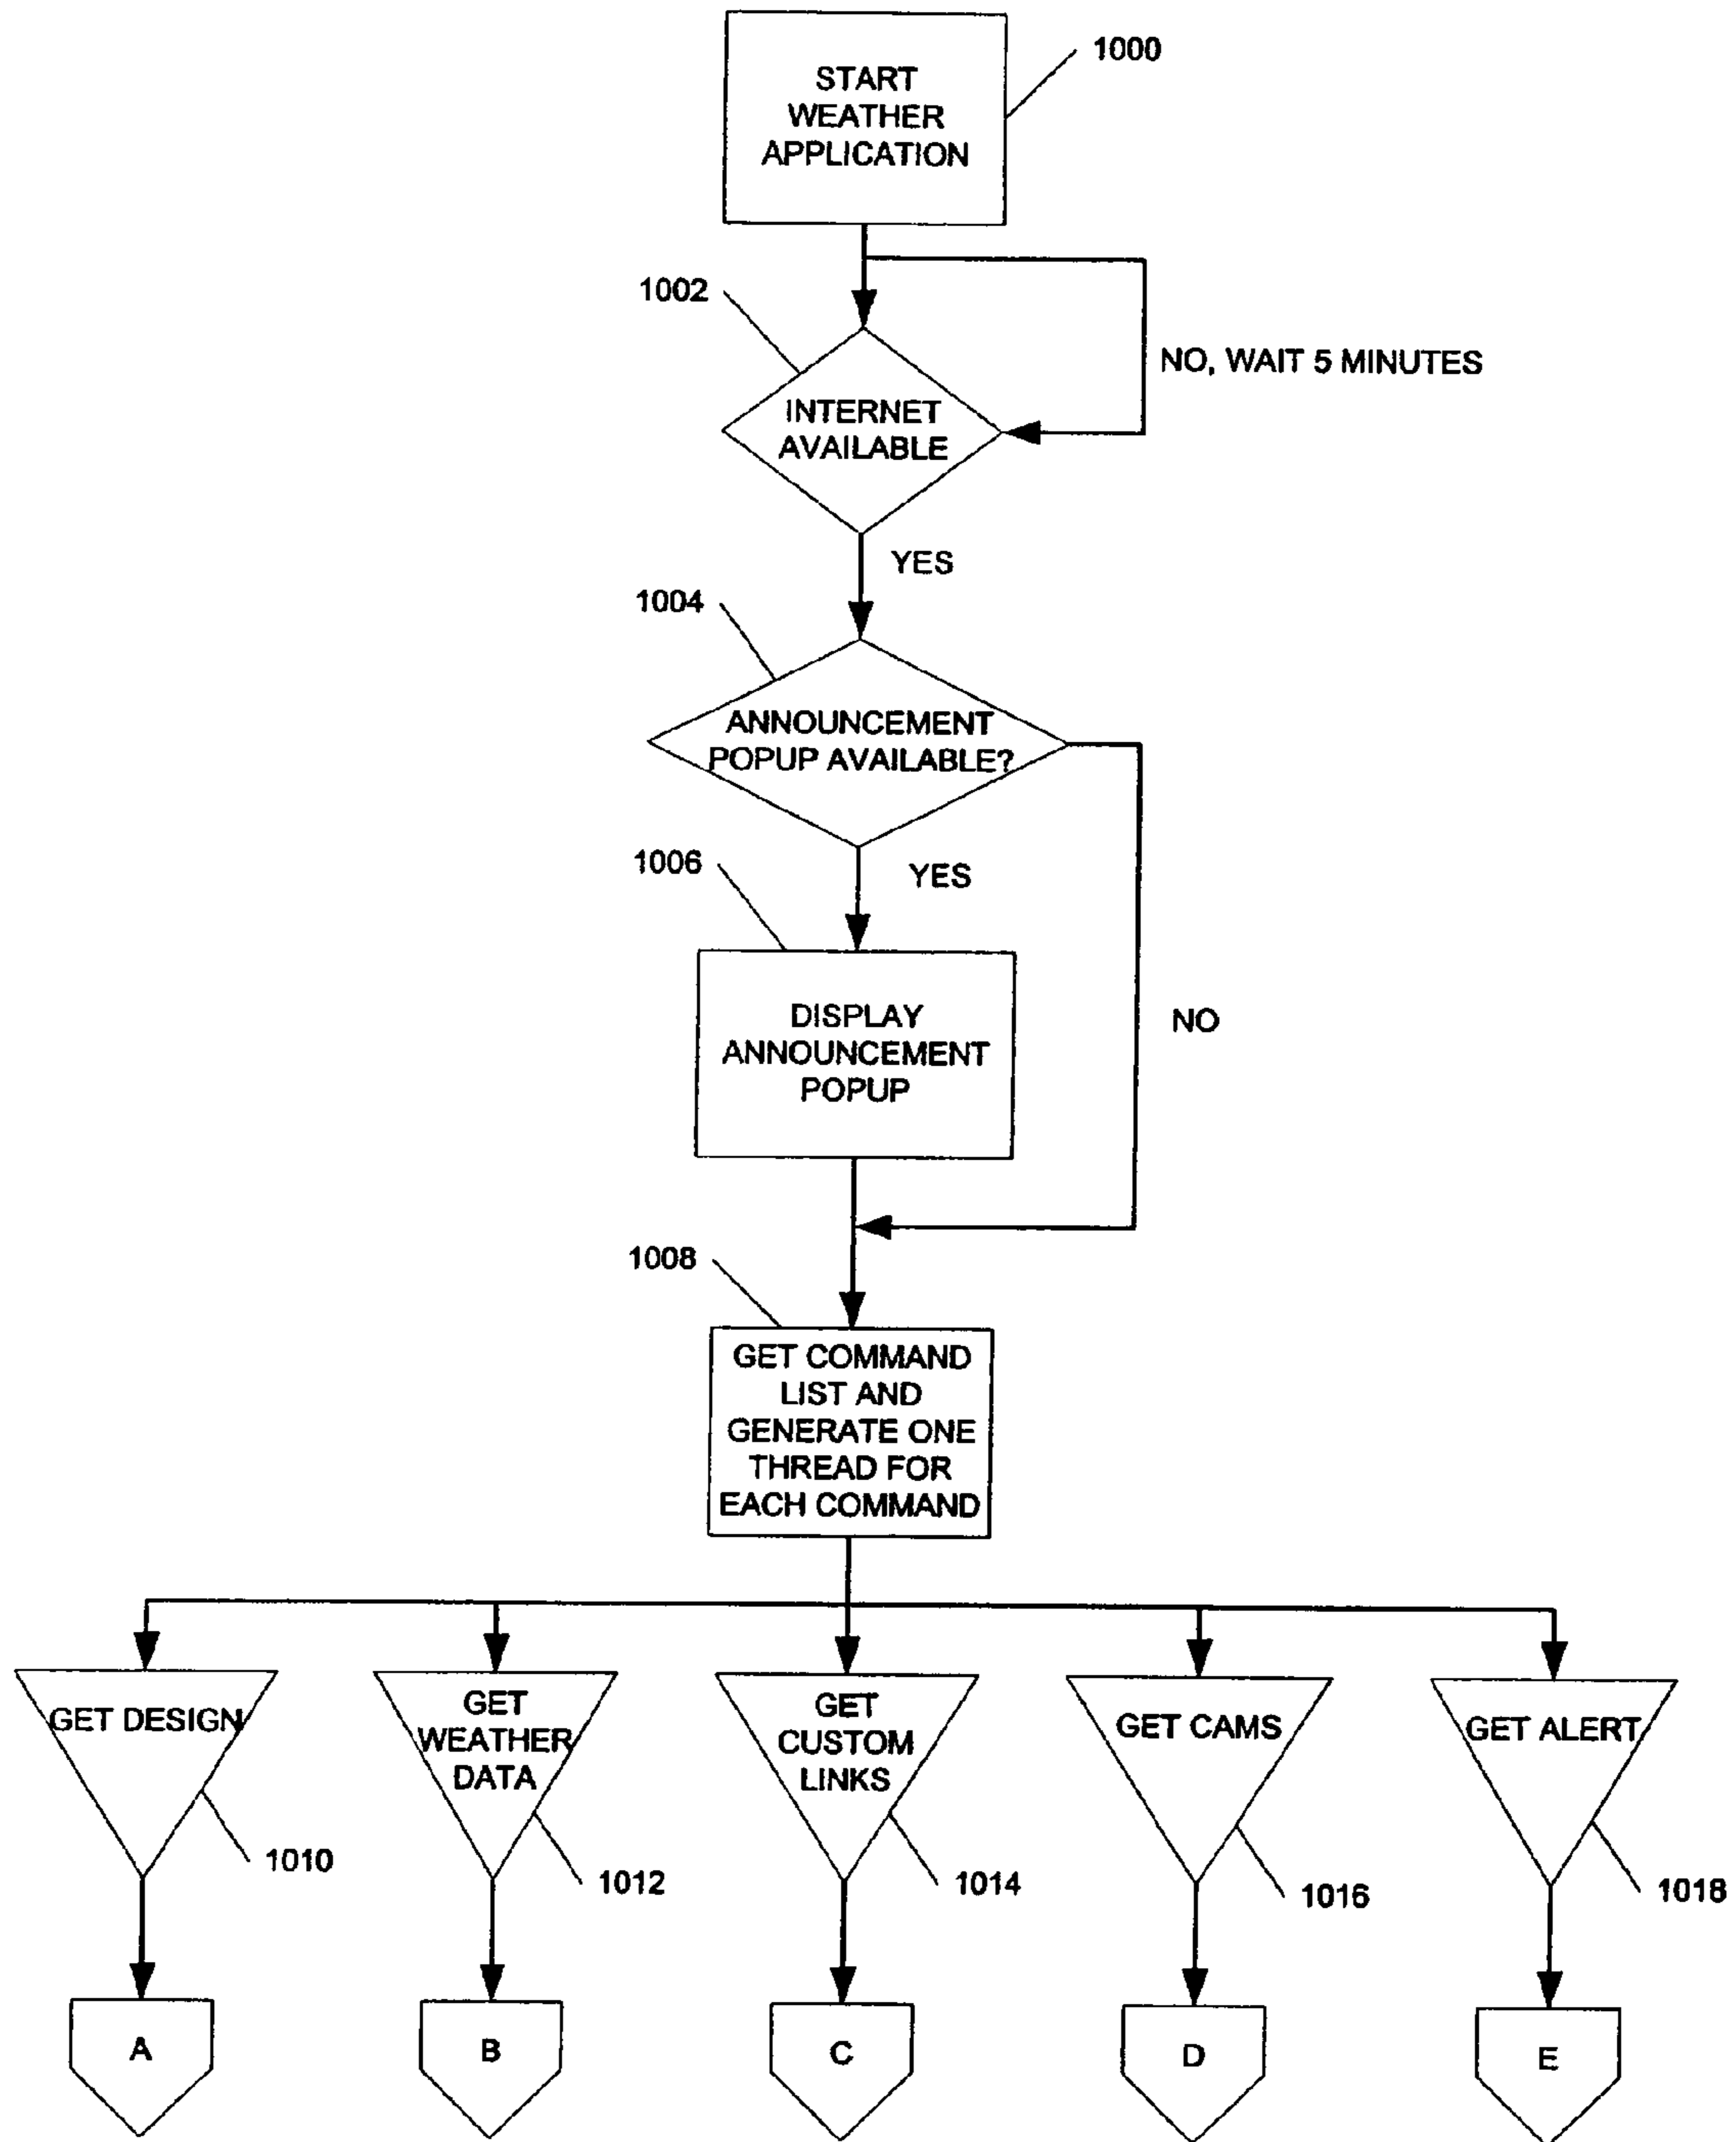 START
WEATHER
APPLICATION
1000
1002
INTERNET
AVAILABLE
NO, WAIT 5 MINUTES
YES
1004
ANNOUNCEMENT
POPUP AVAILABLE?
1006
YES
DISPLAY
ANNOUNCEMENT
POPUP
NO
1008
GET COMMAND
LIST AND
GENERATE ONE
THREAD FOR
EACH COMMAND
GET DESIGN
1010
GET
WEATHER
DATA
1012
GET
CUSTOM
LINKS
1014
GET CAMS
1016
GET ALERT
1018
A
B
C
D
E